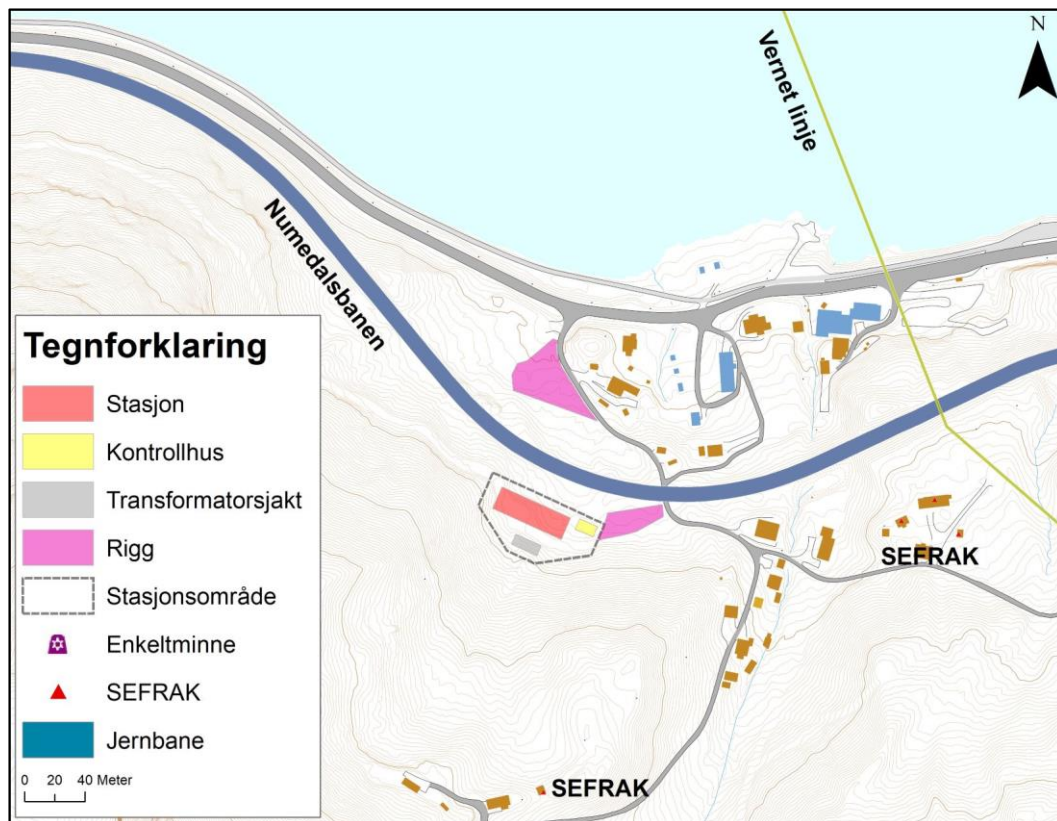 N
Vernet linje
Numedalsbanen
Tegnforklaring
Stasjon
Kontrollhus
Transformatorsjakt
Rigg
Stasjonsområde
Enkeltminne
SEFRAK
Jernbane
0 20 40 Meter
SEFRAK
SEFRAK